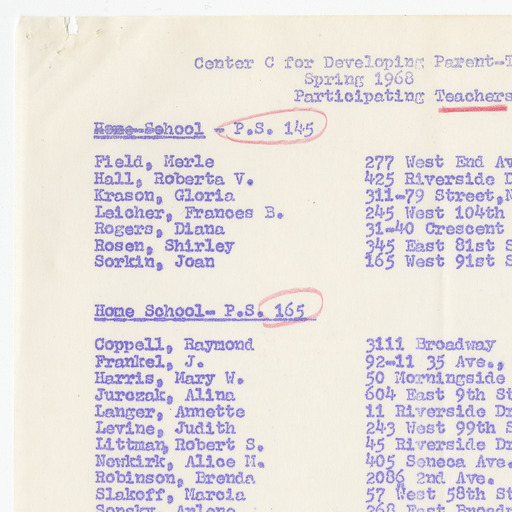 Center C for Developing Parent-T
Spring 1968
Participating Teachers
Home-School - P.S. 145
Field, Merle 277 West End Av
Hall, Roberta V. 425 Riverside D
Krason, Gloria 311-79 Street, N
Leicher, Frances B. 245 West 104th
Rogers, Diana 31-40 Crescent
Rosen, Shirley 345 East 81st S
Sorkin, Joan 165 West 91st S
Home School- P.S. 165
Coppell, Raymond 3111 Broadway
Frankel, J. 92-11 35 Ave.,
Harris, Mary W. 50 Morningside
Jurczak, Alina 604 East 9th St
Langer, Annette 11 Riverside Dr
Levine, Judith 243 West 99th S
Littman, Robert S. 45 Riverside Dr
Newkirk, Alice M. 405 Seneca Ave.
Robinson, Brenda 2086 2nd Ave.
Slakoff, Marcia 57 West 58th St
Sonsky, Arlene 268 East Broadw